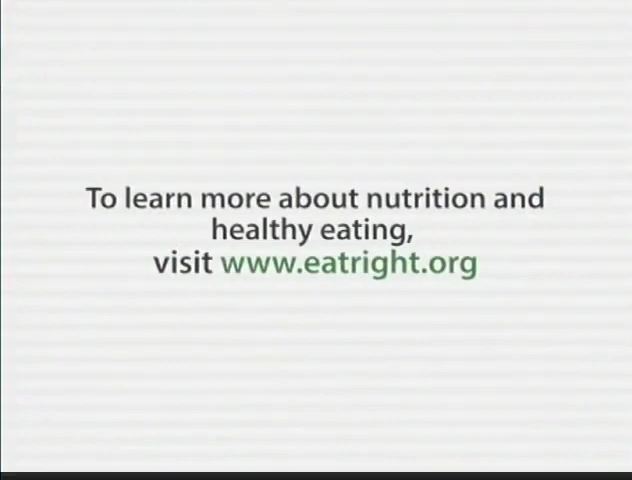 To learn more about nutrition and
healthy eating,
visit www.eatright.org